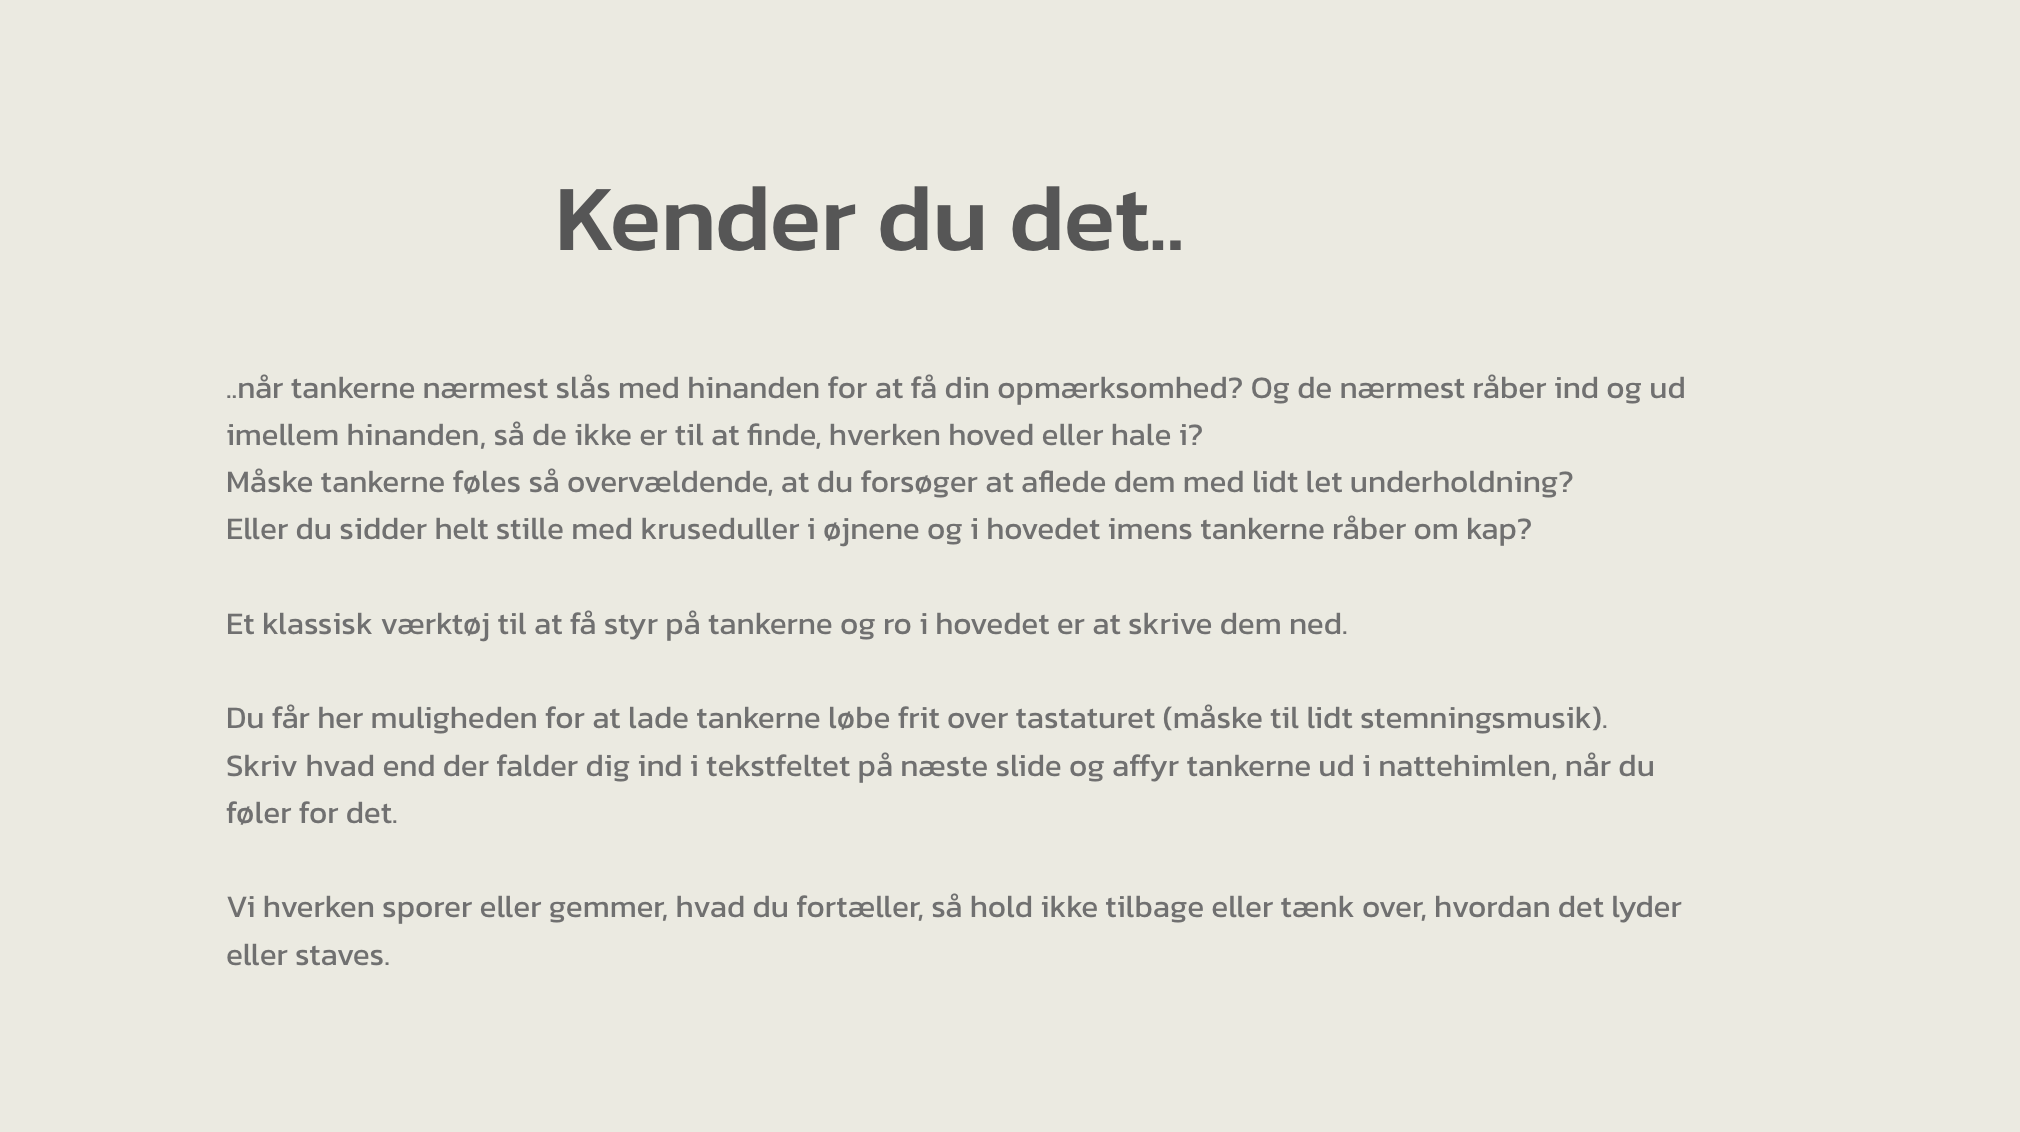 Kender du det..
..når tankerne nærmest slås med hinanden for at få din opmærksomhed? Og de nærmest råber ind og ud
imellem hinanden, så de ikke er til at finde, hverken hoved eller hale i?
Måske tankerne føles så overvældende, at du forsøger at aflede dem med lidt let underholdning?
Eller du sidder helt stille med kruseduller i øjnene og i hovedet imens tankerne råber om kap?
Et klassisk værktøj til at få styr på tankerne og ro i hovedet er at skrive dem ned.
Du får her muligheden for at lade tankerne løbe frit over tastaturet (måske til lidt stemningsmusik).
Skriv hvad end der falder dig ind i tekstfeltet på næste slide og affyr tankerne ud i nattehimlen, når du
føler for det.
Vi hverken sporer eller gemmer, hvad du fortæller, så hold ikke tilbage eller tænk over, hvordan det lyder
eller staves.